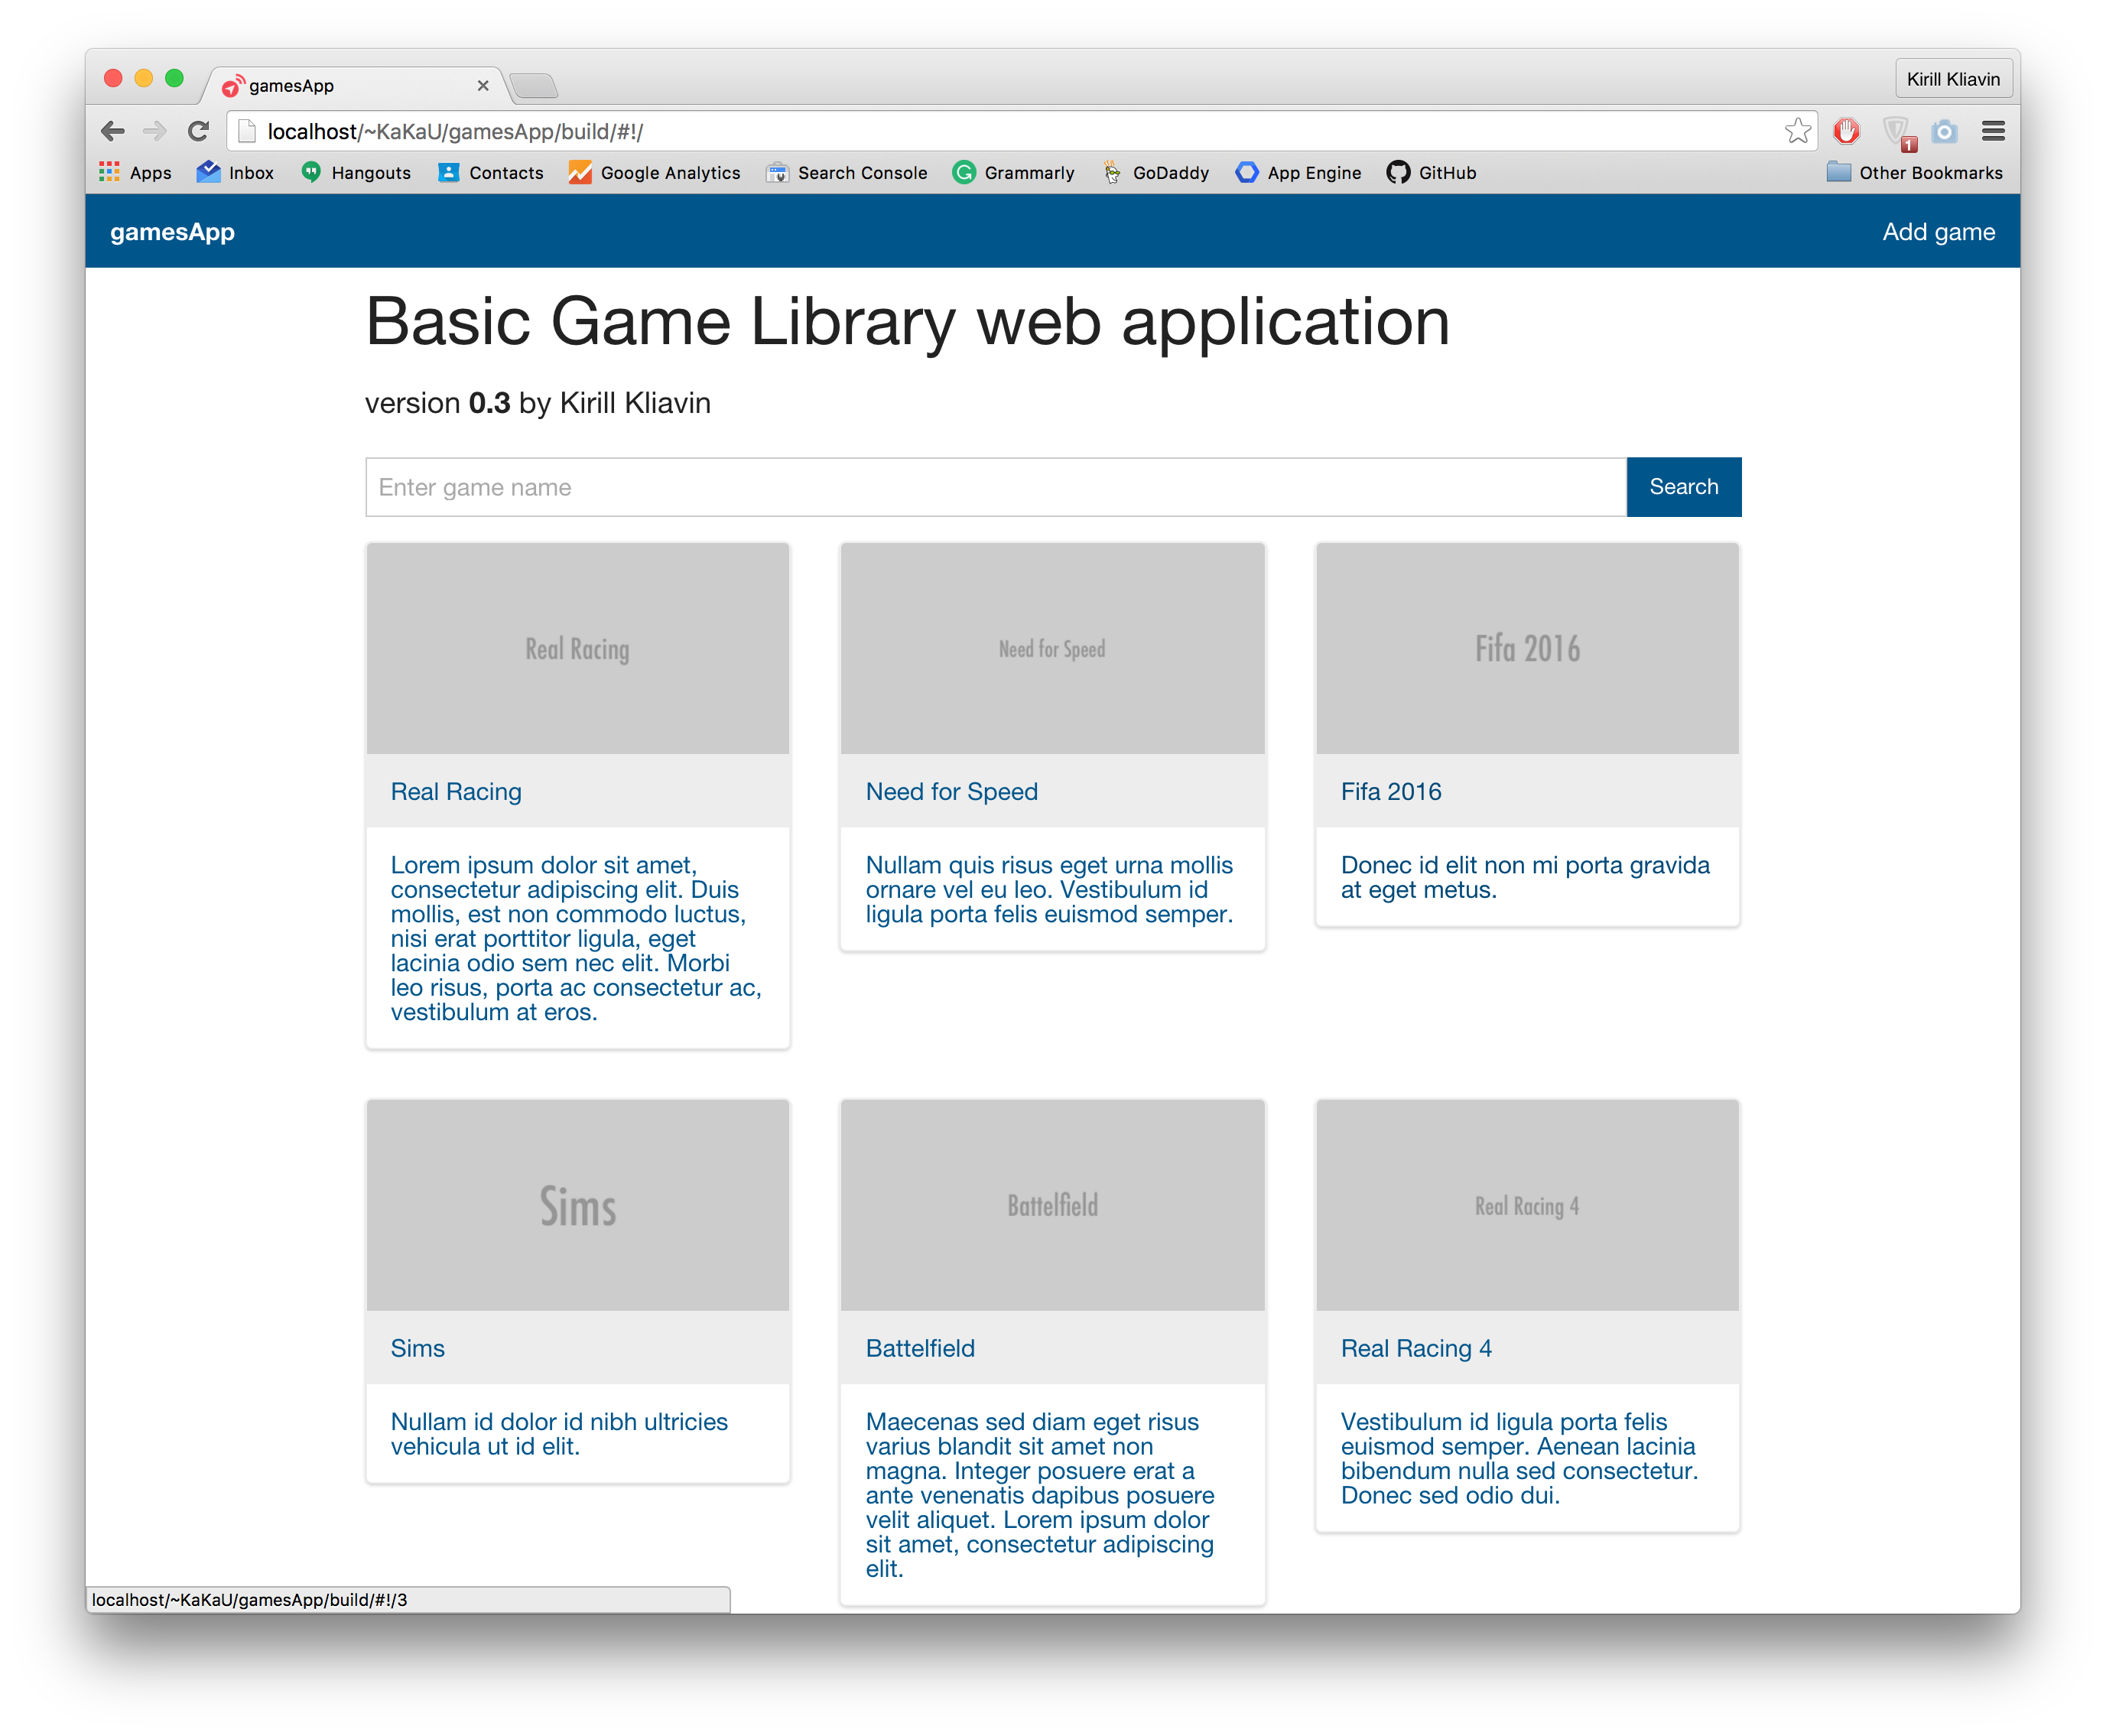 gamesApp
Kirill Kliavin
localhost/~KaKaU/gamesApp/build/#!/
1
Apps Inbox Hangouts Contacts Google Analytics Search Console Grammarly GoDaddy App Engine GitHub Other Bookmarks
gamesApp Add game
Basic Game Library web application
version 0.3 by Kirill Kliavin
Enter game name Search
Real Racing
Real Racing
Lorem ipsum dolor sit amet,
consectetur adipiscing elit. Duis
mollis, est non commodo luctus,
nisi erat porttitor ligula, eget
lacinia odio sem nec elit. Morbi
leo risus, porta ac consectetur ac,
vestibulum at eros.
Need for Speed
Need for Speed
Nullam quis risus eget urna mollis
ornare vel eu leo. Vestibulum id
ligula porta felis euismod semper.
Fifa 2016
Fifa 2016
Donec id elit non mi porta gravida
at eget metus.
Sims
Sims
Nullam id dolor id nibh ultricies
vehicula ut id elit.
Battelfield
Battelfield
Maecenas sed diam eget risus
varius blandit sit amet non
magna. Integer posuere erat a
ante venenatis dapibus posuere
velit aliquet. Lorem ipsum dolor
sit amet, consectetur adipiscing
elit.
Real Racing 4
Real Racing 4
Vestibulum id ligula porta felis
euismod semper. Aenean lacinia
bibendum nulla sed consectetur.
Donec sed odio dui.
localhost/~KaKaU/gamesApp/build/#!/3